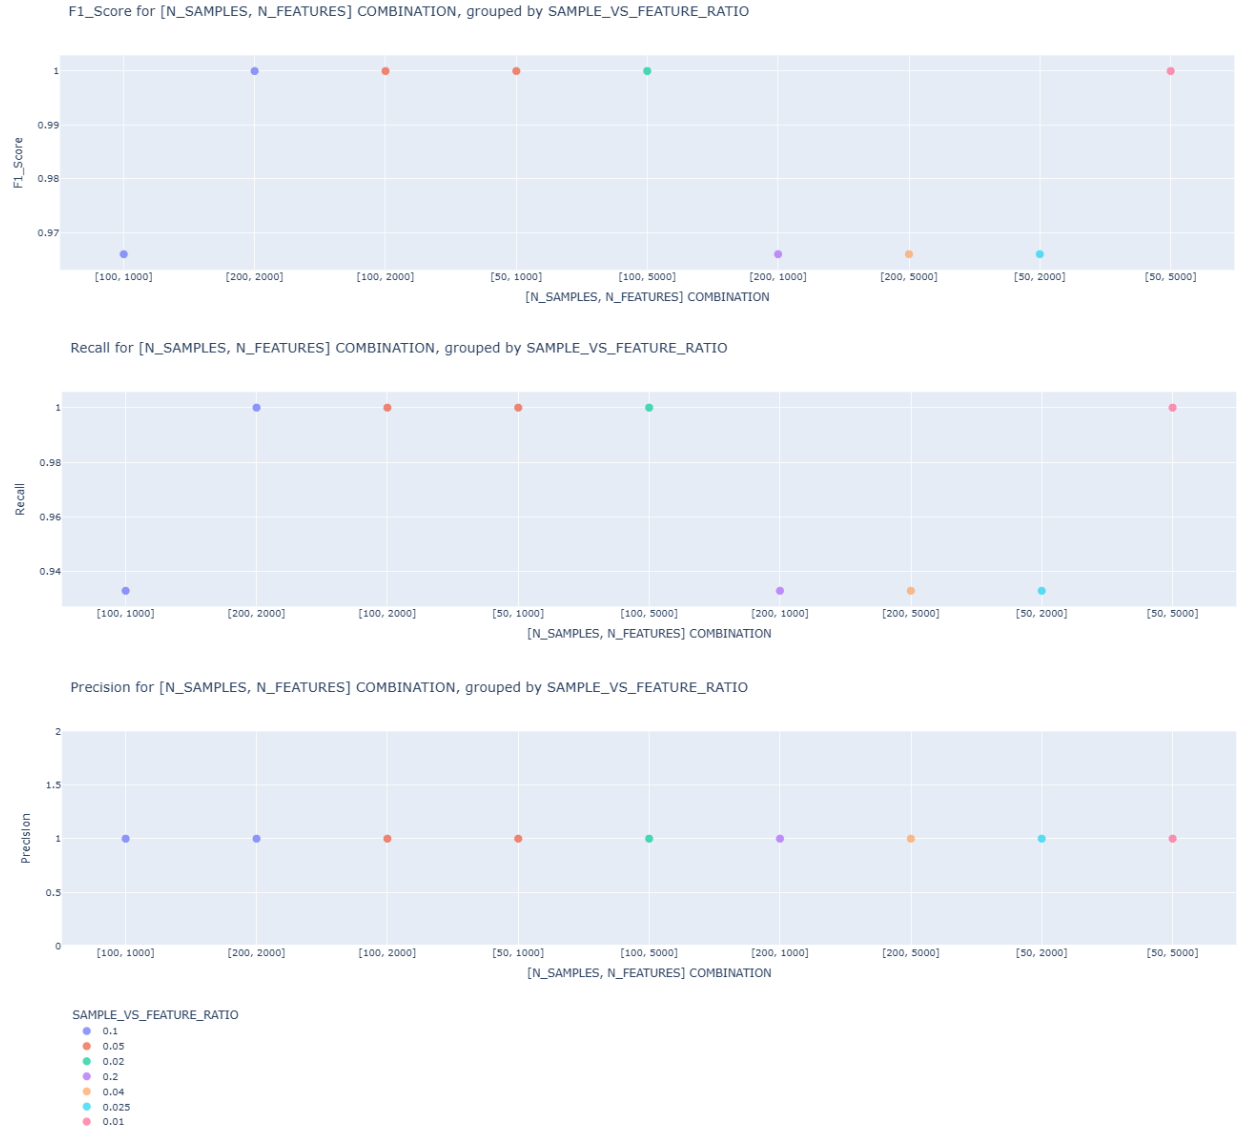 F1_Score for [N_SAMPLES, N_FEATURES] COMBINATION, grouped by SAMPLE_VS_FEATURE_RATIO
1
0.99
0.98
0.97
F1_Score
[100, 1000] [200, 2000] [100, 2000] [50, 1000] [100, 5000] [200, 1000] [200, 5000] [50, 2000] [50, 5000]
[N_SAMPLES, N_FEATURES] COMBINATION
Recall for [N_SAMPLES, N_FEATURES] COMBINATION, grouped by SAMPLE_VS_FEATURE_RATIO
1
0.98
0.96
0.94
Recall
[100, 1000] [200, 2000] [100, 2000] [50, 1000] [100, 5000] [200, 1000] [200, 5000] [50, 2000] [50, 5000]
[N_SAMPLES, N_FEATURES] COMBINATION
Precision for [N_SAMPLES, N_FEATURES] COMBINATION, grouped by SAMPLE_VS_FEATURE_RATIO
2
1.5
1
0.5
0
Precision
[100, 1000] [200, 2000] [100, 2000] [50, 1000] [100, 5000] [200, 1000] [200, 5000] [50, 2000] [50, 5000]
[N_SAMPLES, N_FEATURES] COMBINATION
SAMPLE_VS_FEATURE_RATIO
0.1
0.05
0.02
0.2
0.04
0.025
0.01